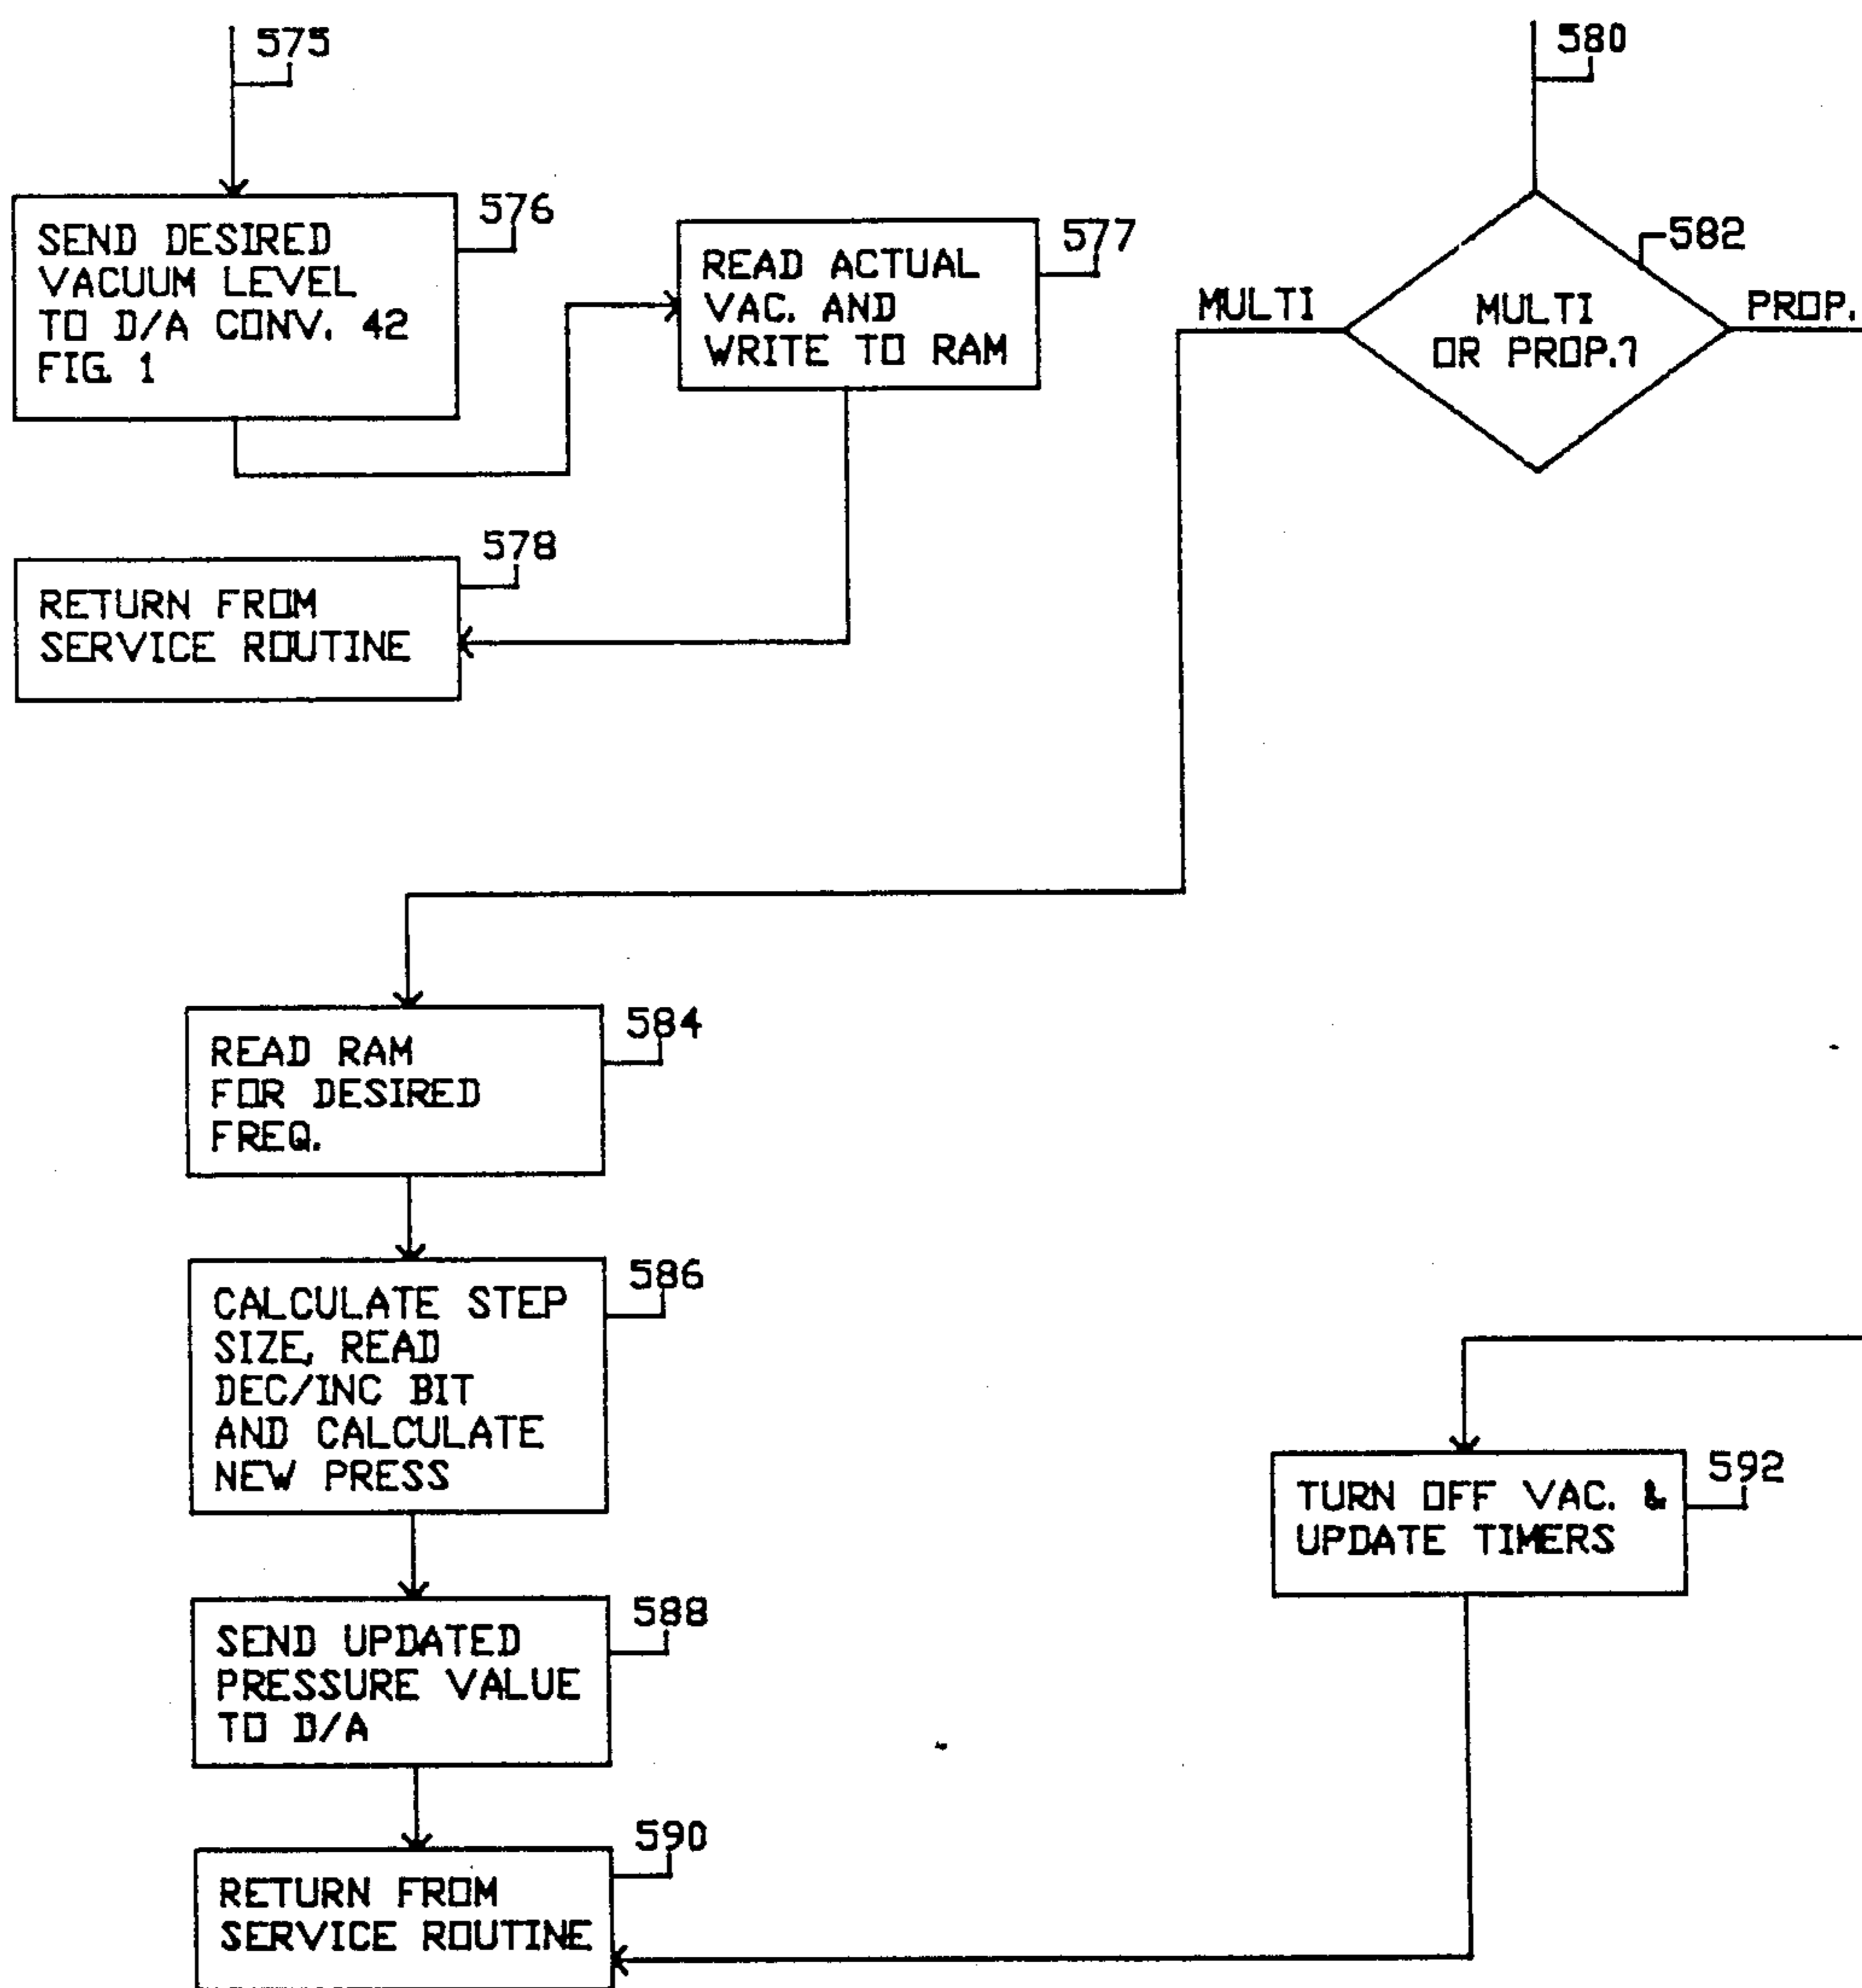 575
SEND DESIRED
VACUUM LEVEL
TO D/A CONV. 42
FIG. 1
576
READ ACTUAL
VAC. AND
WRITE TO RAM
577
RETURN FROM
SERVICE ROUTINE
578
580
582
MULTI
MULTI
OR PROP.?
PROP.
READ RAM
FOR DESIRED
FREQ.
584
CALCULATE STEP
SIZE, READ
DEC/INC BIT
AND CALCULATE
NEW PRESS
586
SEND UPDATED
PRESSURE VALUE
TO D/A
588
RETURN FROM
SERVICE ROUTINE
590
TURN OFF VAC. &
UPDATE TIMERS
592